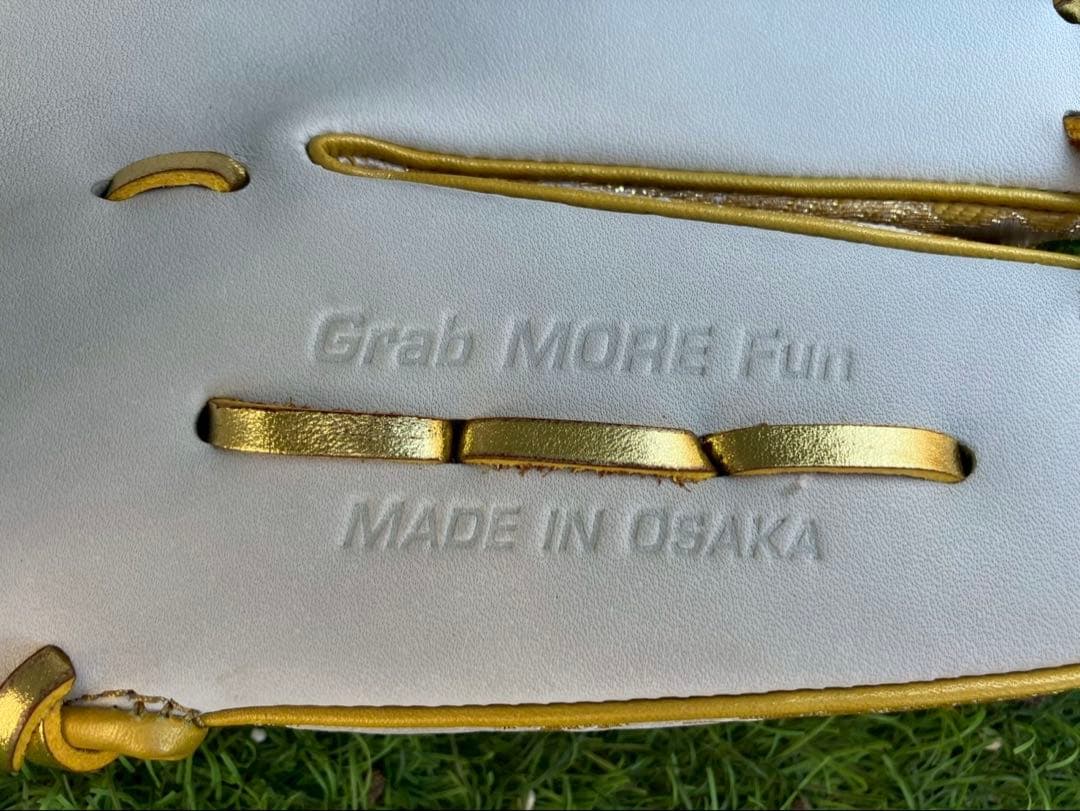 Grab MORE Fun
MADE IN OSAKA